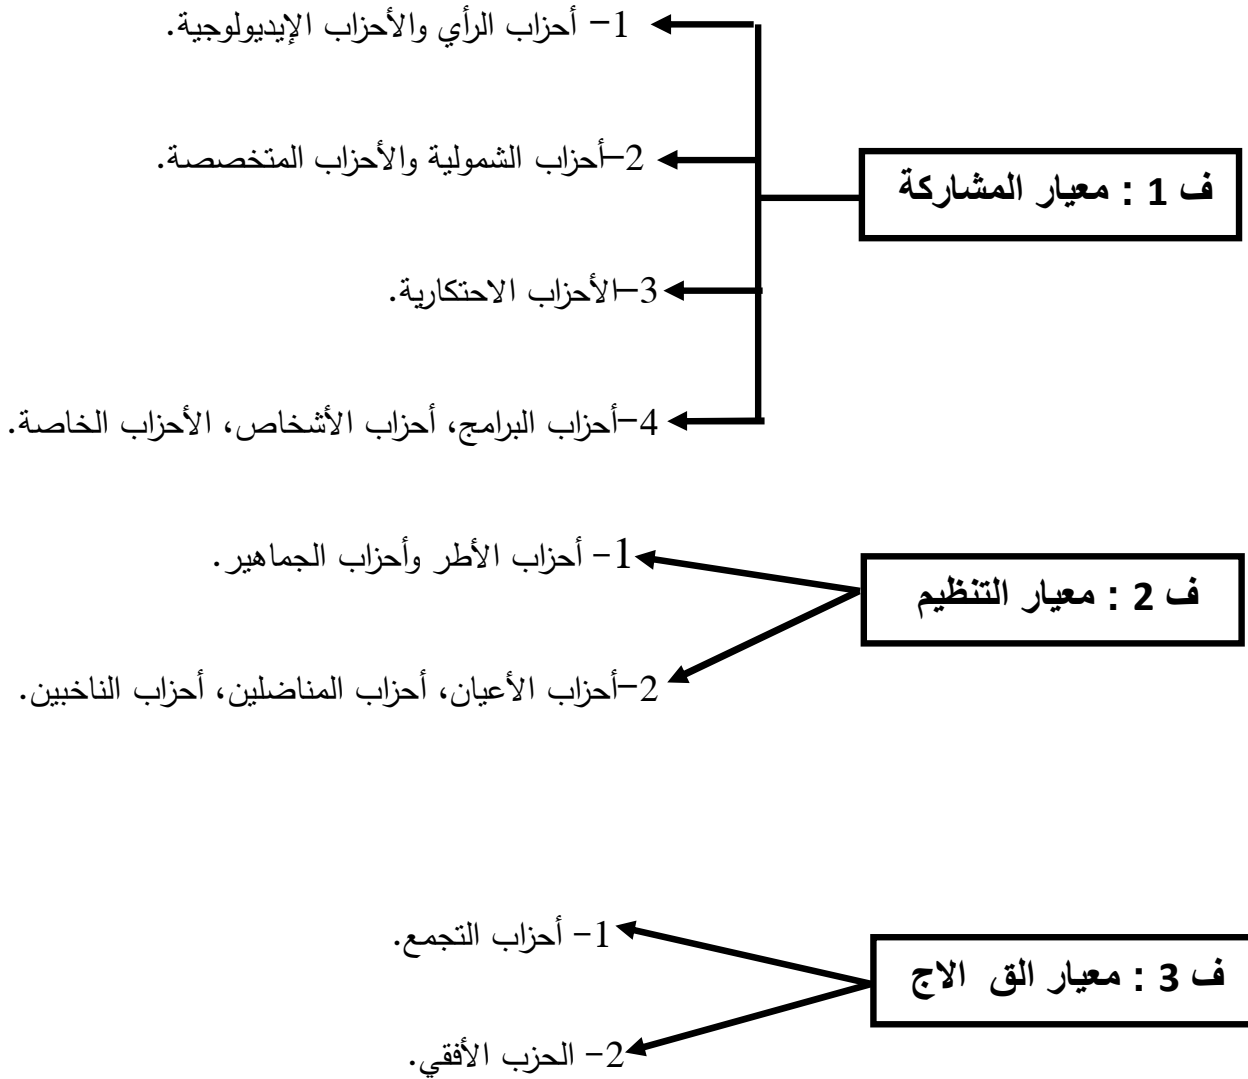 ف 1 : معيار المشاركة
1- أحزاب الرأي والأحزاب الإيديولوجية.
2-أحزاب الشمولية والأحزاب المتخصصة.
3-الأحزاب الاحتكارية.
4-أحزاب البرامج، أحزاب الأشخاص، الأحزاب الخاصة.
ف 2 : معيار التنظيم
1- أحزاب الأطر وأحزاب الجماهير.
2-أحزاب الأعيان، أحزاب المناضلين، أحزاب الناخبين.
ف 3 : معيار الق الاج
1- أحزاب التجمع.
2- الحزب الأفقي.